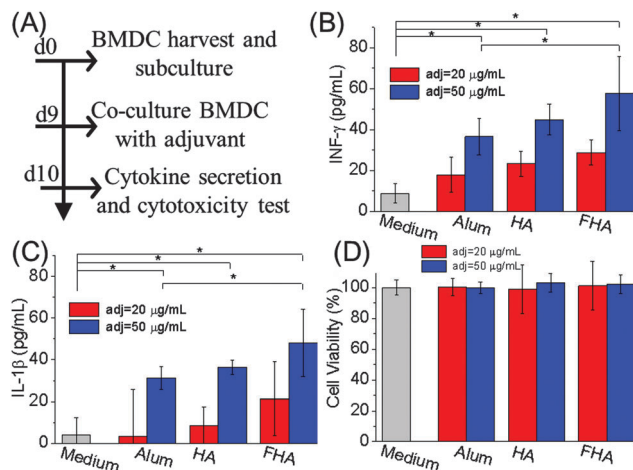 (A)
d0
BMDC harvest and
subculture
d9
Co-culture BMDC
with adjuvant
d10
Cytokine secretion
and cytotoxicity test
(B)
*
*
*
*
adj=20 μg/mL
adj=50 μg/mL
INF-γ (pg/mL)
80
60
40
20
0
Medium
Alum
HA
FHA
(C)
*
*
*
*
adj=20 μg/mL
adj=50 μg/mL
IL-1β (pg/mL)
80
60
40
20
0
Medium
Alum
HA
FHA
(D)
adj=20 μg/mL
adj=50 μg/mL
Cell Viability (%)
120
100
80
60
40
20
0
Medium
Alum
HA
FHA